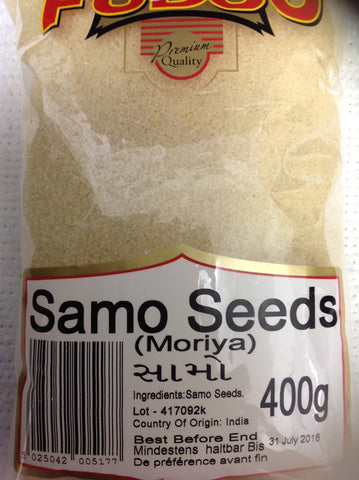 FUDCO
Premium
Quality
Samo Seeds
(Moriya)
સામો
400g
Ingredients:Samo Seeds.
Lot - 417092k
Country Of Origin: India
Best Before End 31 July 2016
Mindestens haltbar Bis
De préférence avant fin
5 025042 005177